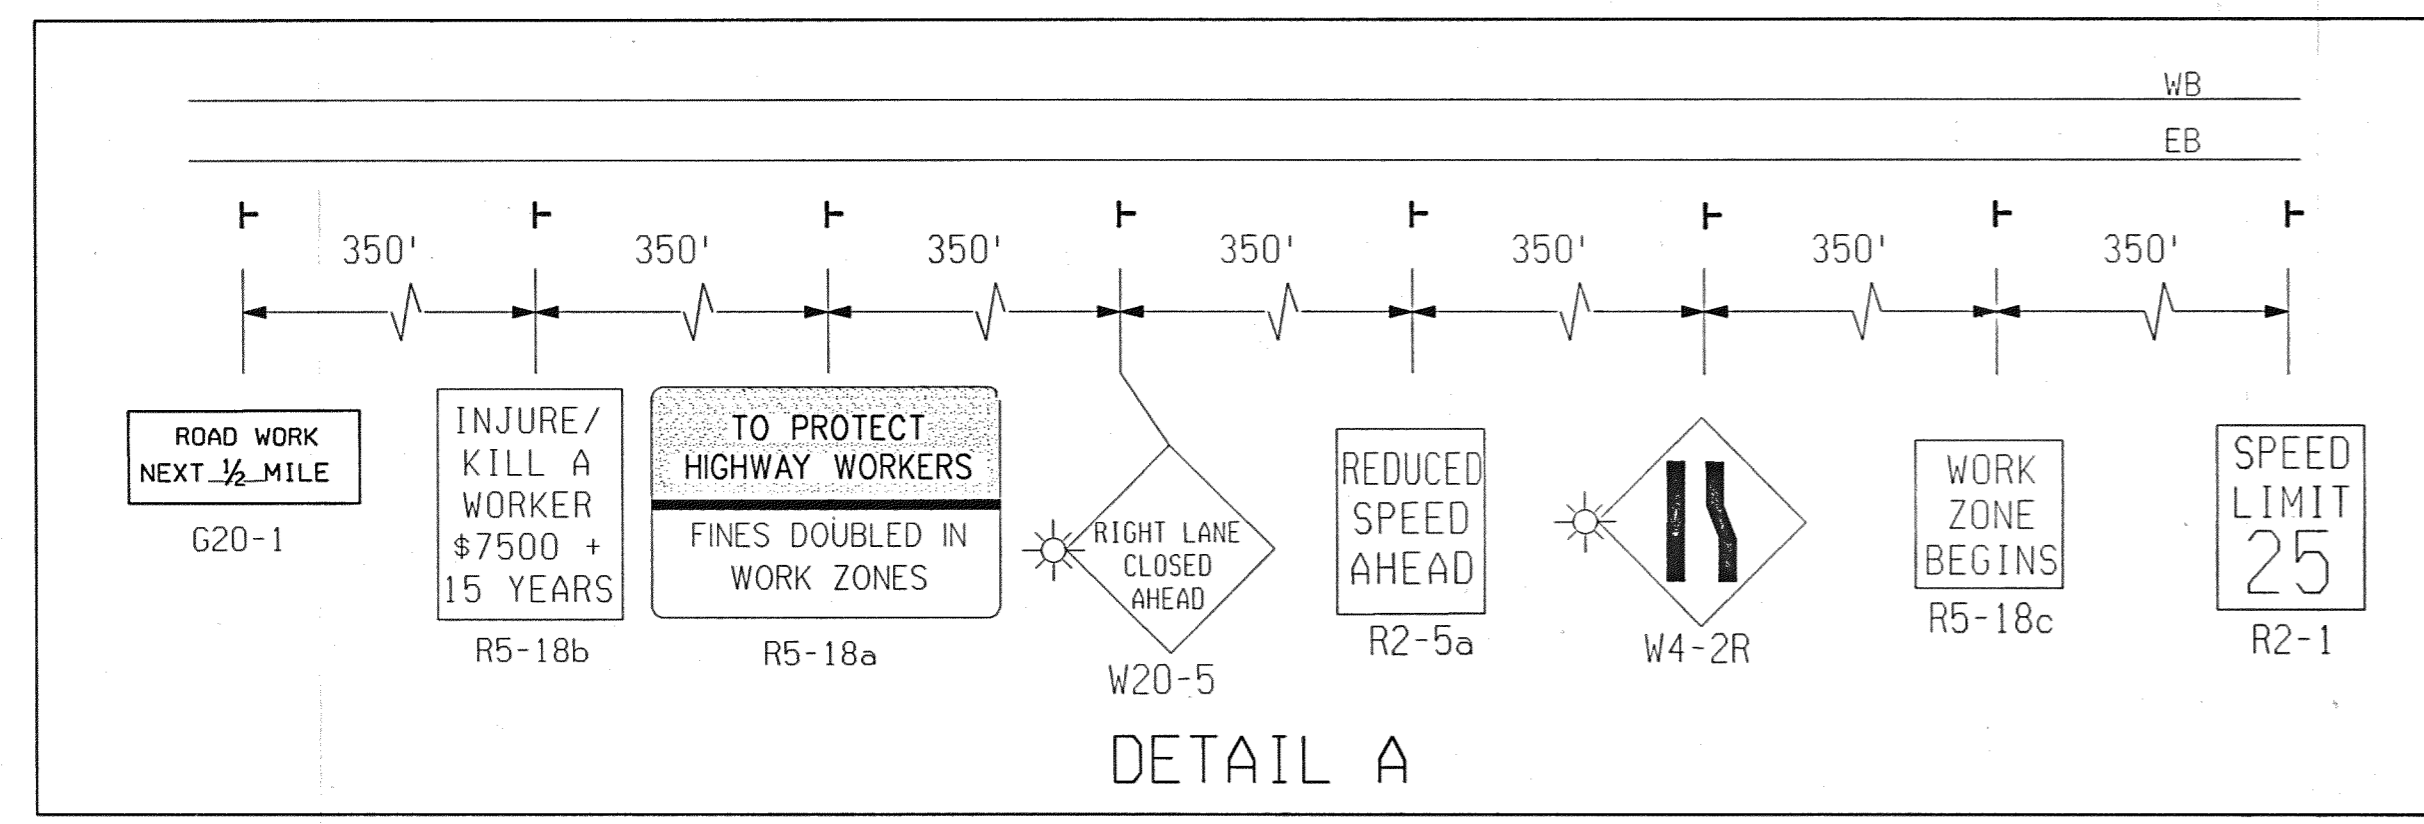 WB
EB
350' 350' 350' 350' 350' 350' 350'
ROAD WORK
NEXT 1/2 MILE
G20-1
INJURE/
KILL A
WORKER
$7500 +
15 YEARS
R5-18b
TO PROTECT
HIGHWAY WORKERS
FINES DOUBLED IN
WORK ZONES
R5-18a
RIGHT LANE
CLOSED
AHEAD
W20-5
REDUCED
SPEED
AHEAD
R2-5a
W4-2R
WORK
ZONE
BEGINS
R5-18c
SPEED
LIMIT
25
R2-1
DETAIL A